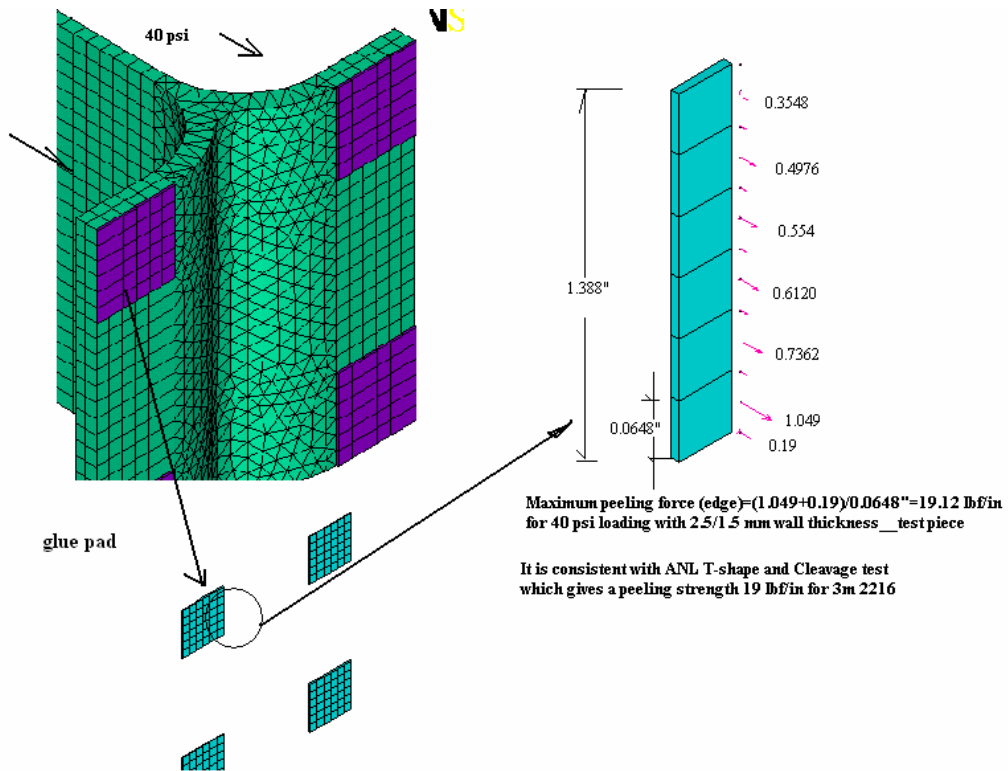 NS
40 psi
0.3548
0.4976
0.554
1.388"
0.6120
0.7362
0.0648"
1.049
0.19
Maximum peeling force (edge)=(1.049+0.19)/0.0648"=19.12 lbf/in
for 40 psi loading with 2.5/1.5 mm wall thickness__test piece
glue pad
It is consistent with ANL T-shape and Cleavage test
which gives a peeling strength 19 lbf/in for 3m 2216